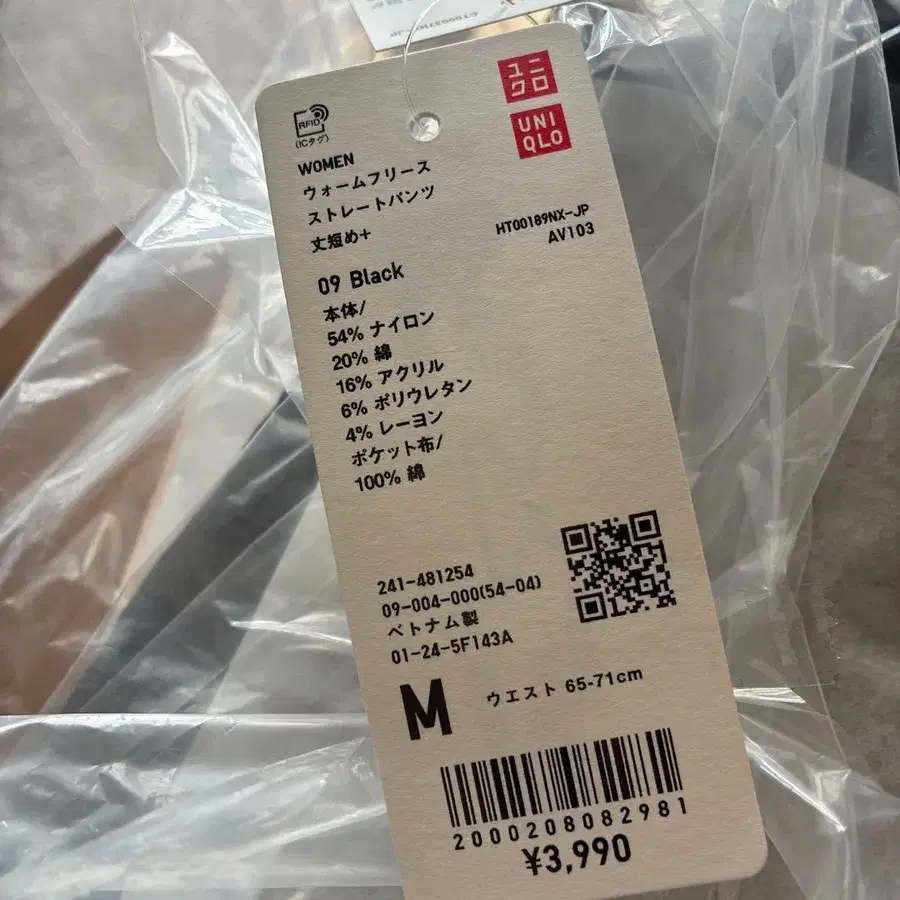 ユニ
クロ
UNI
QLO
RFID
(ICタグ)
WOMEN
ウォームフリース
ストレートパンツ
丈短め+
HT00189NX-JP
AV103
09 Black
本体/
54% ナイロン
20% 綿
16% アクリル
6% ポリウレタン
4% レーヨン
ポケット布/
100% 綿
241-481254
09-004-000(54-04)
ベトナム製
01-24-5F143A
M
ウエスト 65-71cm
2000208082981
¥3,990